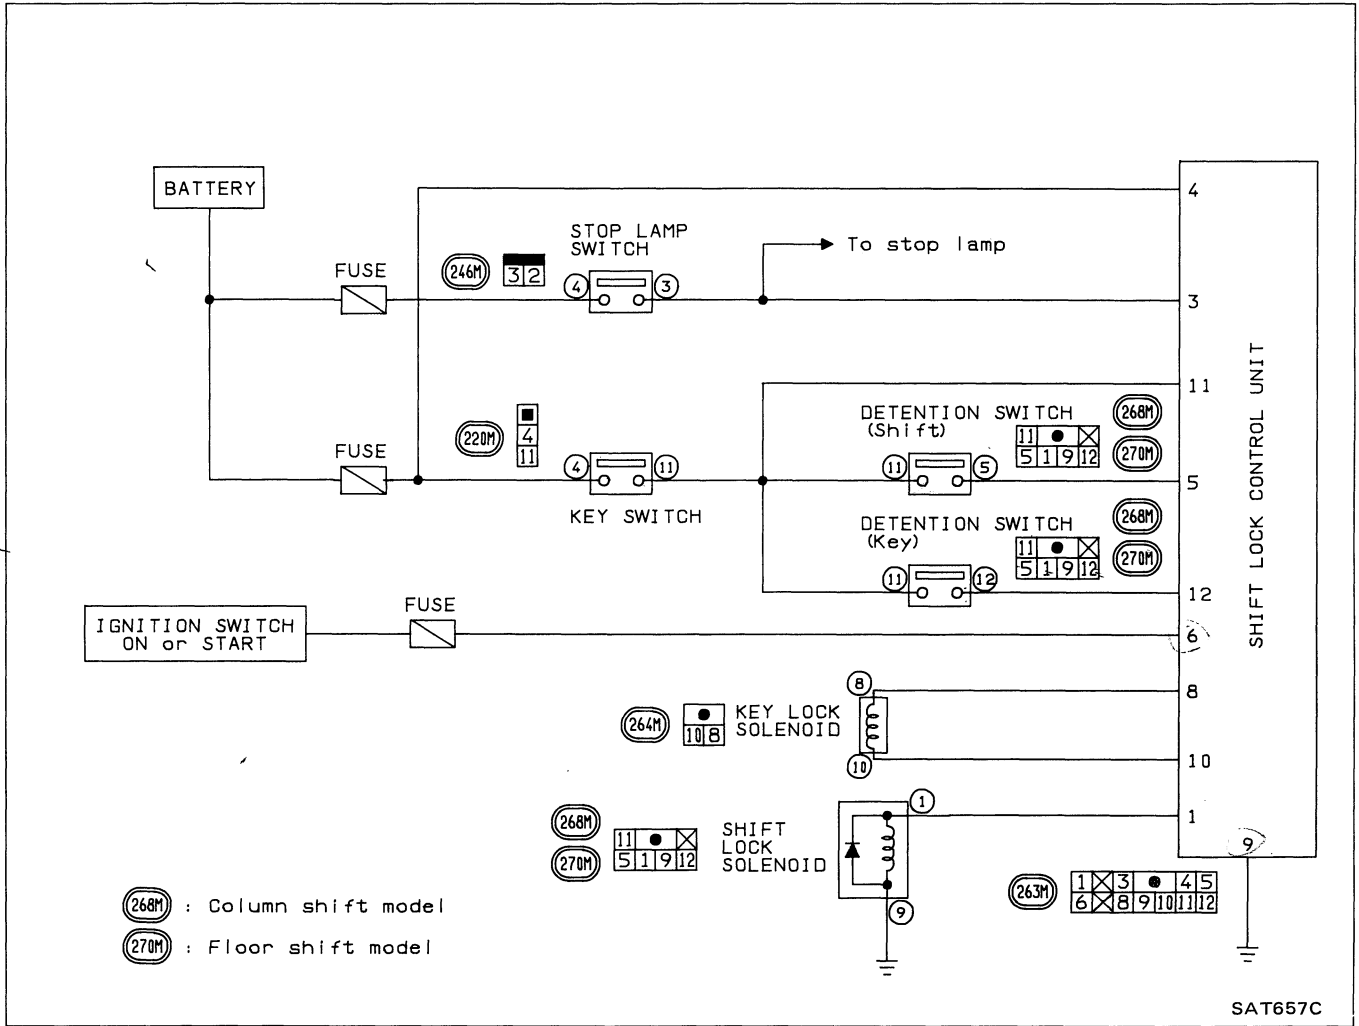 BATTERY
4
STOP LAMP
SWITCH
To stop lamp
FUSE
246M
3 2
4
3
3
11
DETENTION SWITCH
(Shift)
268M
11
5 1 9 12
270M
220M
4
11
FUSE
4
11
11
5
5
KEY SWITCH
DETENTION SWITCH
(Key)
268M
11
5 1 9 12
270M
11
12
12
SHIFT LOCK CONTROL UNIT
IGNITION SWITCH
ON or START
FUSE
6
8
8
264M
10 8
KEY LOCK
SOLENOID
10
10
1
1
268M
270M
11
5 1 9 12
SHIFT
LOCK
SOLENOID
9
9
263M
1 3 4 5
6 8 9 10 11 12
268M : Column shift model
270M : Floor shift model
SAT657C